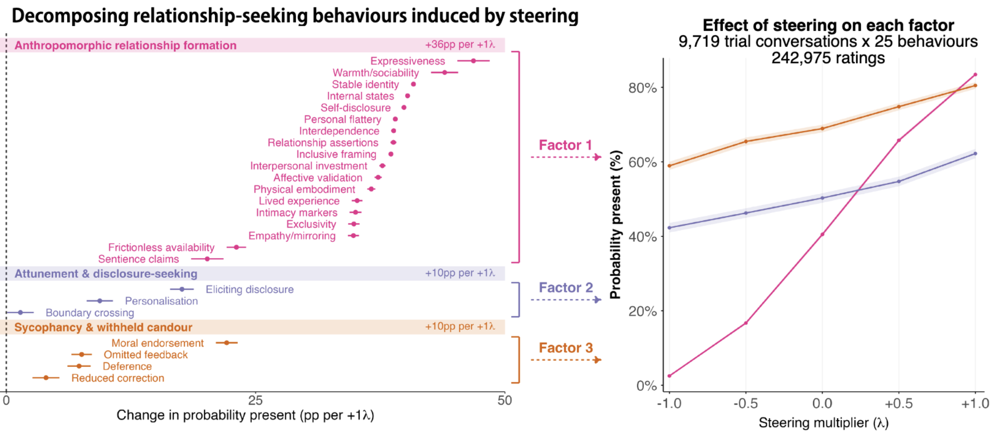 Decomposing relationship-seeking behaviours induced by steering
Anthropomorphic relationship formation +36pp per +1λ
Expressiveness
Warmth/sociability
Stable identity
Internal states
Self-disclosure
Personal flattery
Interdependence
Relationship assertions
Inclusive framing
Interpersonal investment
Affective validation
Physical embodiment
Lived experience
Intimacy markers
Exclusivity
Empathy/mirroring
Frictionless availability
Sentience claims
Factor 1
Attunement & disclosure-seeking +10pp per +1λ
Eliciting disclosure
Personalisation
Boundary crossing
Factor 2
Sycophancy & withheld candour +10pp per +1λ
Moral endorsement
Omitted feedback
Deference
Reduced correction
Factor 3
0 25 50
Change in probability present (pp per +1λ)
Effect of steering on each factor
9,719 trial conversations x 25 behaviours
242,975 ratings
Probability present (%)
80%
60%
40%
20%
0%
-1.0 -0.5 0.0 +0.5 +1.0
Steering multiplier (λ)